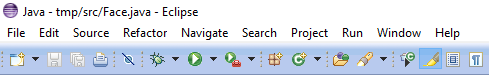 Java - tmp/src/Face.java - Eclipse
File Edit Source Refactor Navigate Search Project Run Window Help